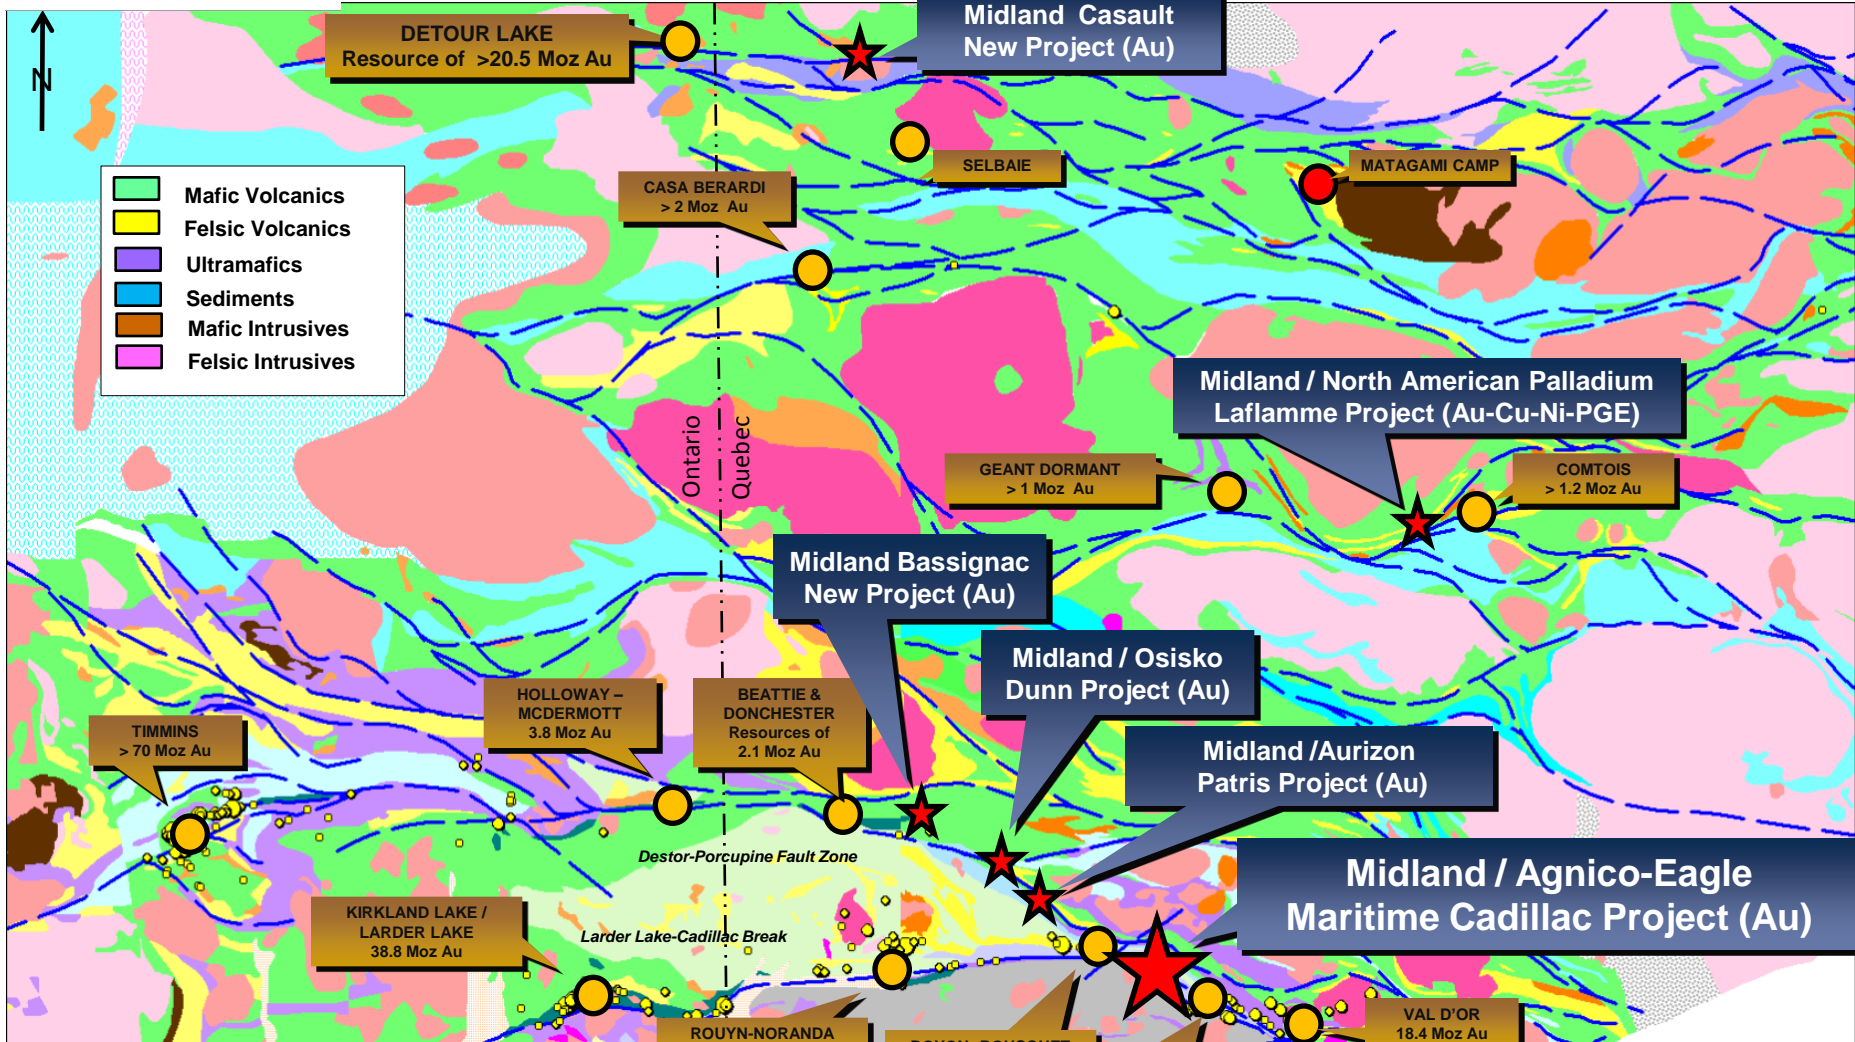 Midland Casault
New Project (Au)
DETOUR LAKE
Resource of >20.5 Moz Au
N
SELBAIE
MATAGAMI CAMP
CASA BERARDI
> 2 Moz Au
Mafic Volcanics
Felsic Volcanics
Ultramafics
Sediments
Mafic Intrusives
Felsic Intrusives
Midland / North American Palladium
Laflamme Project (Au-Cu-Ni-PGE)
Ontario
Quebec
GEANT DORMANT
> 1 Moz Au
COMTOIS
> 1.2 Moz Au
Midland Bassignac
New Project (Au)
Midland / Osisko
Dunn Project (Au)
HOLLOWAY –
MCDERMOTT
3.8 Moz Au
BEATTIE &
DONCHESTER
Resources of
2.1 Moz Au
TIMMINS
> 70 Moz Au
Midland /Aurizon
Patris Project (Au)
Destor-Porcupine Fault Zone
Midland / Agnico-Eagle
Maritime Cadillac Project (Au)
KIRKLAND LAKE /
LARDER LAKE
38.8 Moz Au
Larder Lake-Cadillac Break
ROUYN-NORANDA
VAL D'OR
18.4 Moz Au